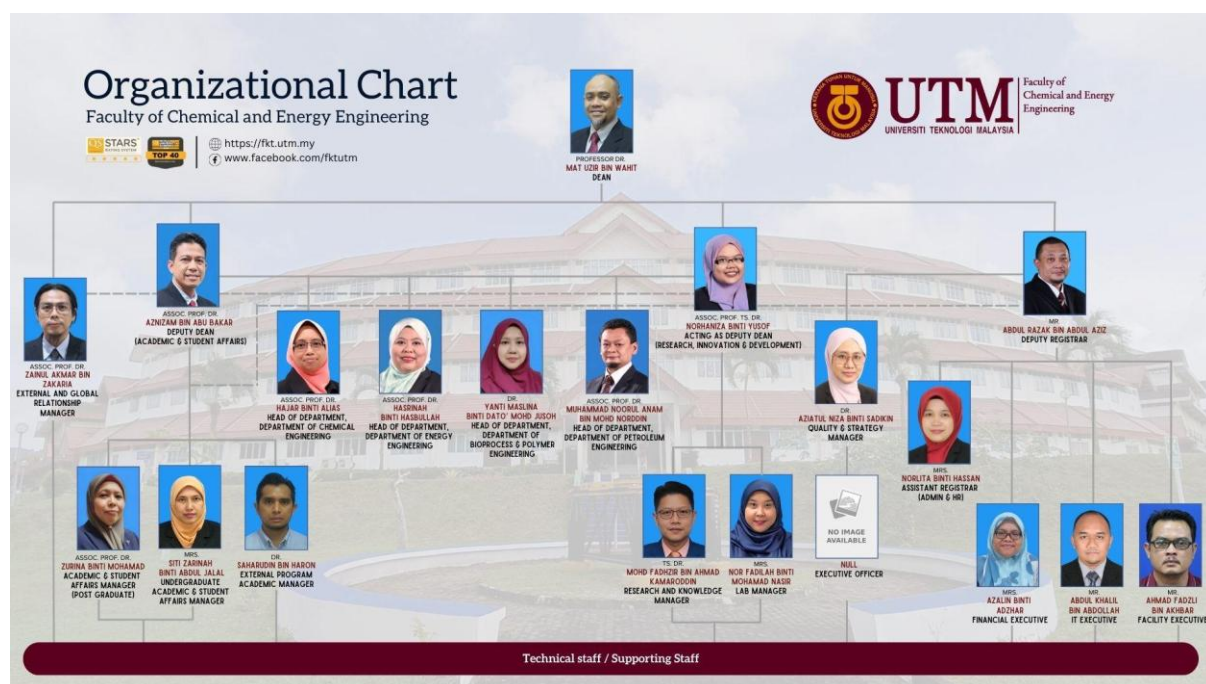 Organizational Chart
Faculty of Chemical and Energy Engineering
QS STARS
RATING SYSTEM
TOP 40
https://fkt.utm.my
www.facebook.com/fktutm
UTM
UNIVERSITI TEKNOLOGI MALAYSIA
Faculty of
Chemical and Energy
Engineering
PROFESSOR DR.
MAT UZIR BIN WAHIT
DEAN
ASSOC. PROF. DR.
AZNIZAM BIN ABU BAKAR
DEPUTY DEAN
(ACADEMIC & STUDENT AFFAIRS)
ASSOC. PROF. TS. DR.
NORHANIZA BINTI YUSOF
ACTING AS DEPUTY DEAN
(RESEARCH, INNOVATION & DEVELOPMENT)
MR.
ABDUL RAZAK BIN ABDUL AZIZ
DEPUTY REGISTRAR
ASSOC. PROF. DR.
ZAINUL AKMAR BIN
ZAKARIA
EXTERNAL AND GLOBAL
RELATIONSHIP
MANAGER
ASSOC. PROF. DR.
HAJAR BINTI ALIAS
HEAD OF DEPARTMENT,
DEPARTMENT OF CHEMICAL
ENGINEERING
ASSOC. PROF. DR.
HASRINAH
BINTI HASBULLAH
HEAD OF DEPARTMENT,
DEPARTMENT OF ENERGY
ENGINEERING
DR.
YANTI MASLINA
BINTI DATO' MOHD JUSOH
HEAD OF DEPARTMENT,
DEPARTMENT OF
BIOPROCESS & POLYMER
ENGINEERING
ASSOC. PROF. DR.
MUHAMMAD NOORUL ANAM
BIN MOHD NORDDIN
HEAD OF DEPARTMENT,
DEPARTMENT OF PETROLEUM
ENGINEERING
DR.
AZIATUL NIZA BINTI SADIKIN
QUALITY & STRATEGY
MANAGER
MRS.
NORLITA BINTI HASSAN
ASSISTANT REGISTRAR
(ADMIN & HR)
ASSOC. PROF. DR.
ZURINA BINTI MOHAMAD
ACADEMIC & STUDENT
AFFAIRS MANAGER
(POST GRADUATE)
MRS.
SITI ZARINAH
BINTI ABDUL JALAL
UNDERGRADUATE
ACADEMIC & STUDENT
AFFAIRS MANAGER
DR.
SAHARUDIN BIN HARON
EXTERNAL PROGRAM
ACADEMIC MANAGER
TS. DR.
MOHD FADHZIR BIN AHMAD
KAMARODDIN
RESEARCH AND KNOWLEDGE
MANAGER
MRS.
NOR FADILAH BINTI
MOHAMAD NASIR
LAB MANAGER
NO IMAGE
AVAILABLE
NULL
EXECUTIVE OFFICER
MRS.
AZALIN BINTI
ADZHAR
FINANCIAL EXECUTIVE
MR.
ABDUL KHALIL
BIN ABDOLLAH
IT EXECUTIVE
MR.
AHMAD FADZLI
BIN AKHBAR
FACILITY EXECUTIVE
Technical staff / Supporting Staff